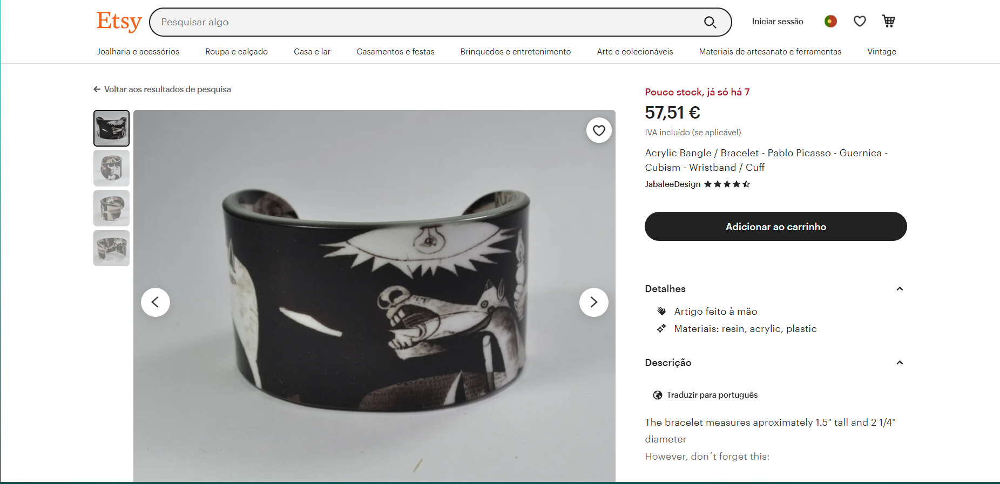 Etsy
Pesquisar algo
Iniciar sessão
Joalharia e acessórios
Roupa e calçado
Casa e lar
Casamentos e festas
Brinquedos e entretenimento
Arte e colecionáveis
Materiais de artesanato e ferramentas
Vintage
Voltar aos resultados de pesquisa
Pouco stock, já só há 7
57,51 €
IVA incluído (se aplicável)
Acrylic Bangle / Bracelet - Pablo Picasso - Guernica -
Cubism - Wristband / Cuff
JabaleeDesign
Adicionar ao carrinho
Detalhes
Artigo feito à mão
Materiais: resin, acrylic, plastic
Descrição
Traduzir para português
The bracelet measures aproximately 1.5" tall and 2 1/4"
diameter
However, don´t forget this: